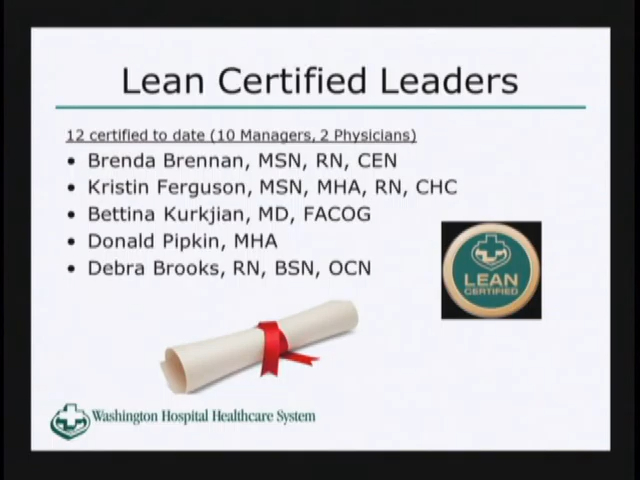 Lean Certified Leaders
12 certified to date (10 Managers, 2 Physicians)
• Brenda Brennan, MSN, RN, CEN
• Kristin Ferguson, MSN, MHA, RN, CHC
• Bettina Kurkjian, MD, FACOG
• Donald Pipkin, MHA
• Debra Brooks, RN, BSN, OCN
LEAN
CERTIFIED
Washington Hospital Healthcare System